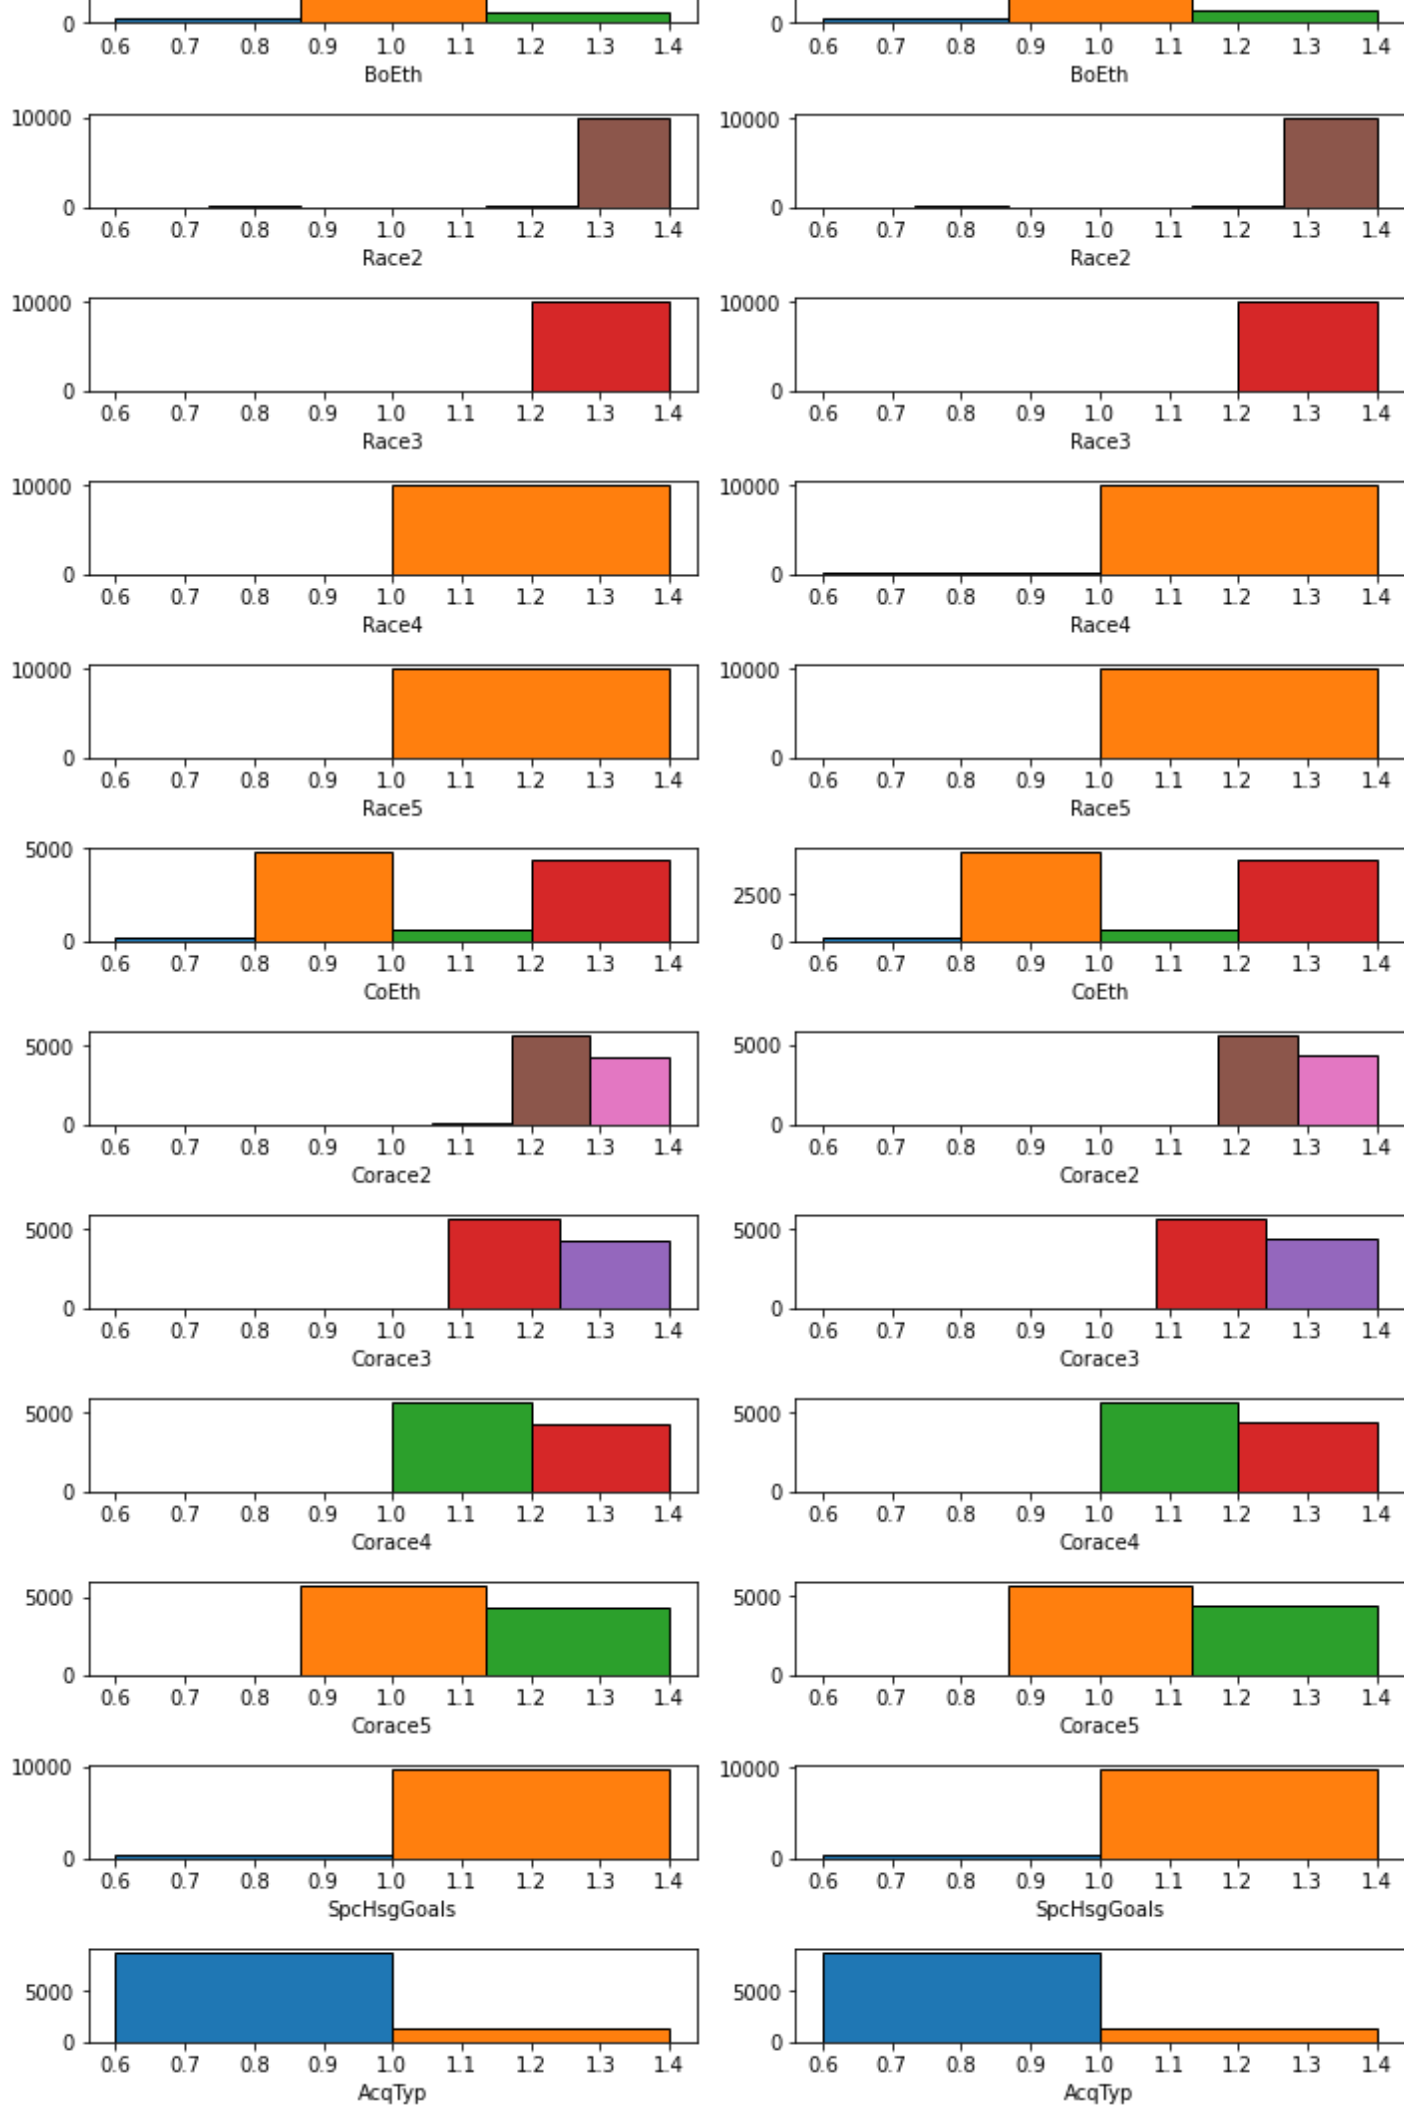 0 0
0.6 0.7 0.8 0.9 1.0 1.1 1.2 1.3 1.4 0.6 0.7 0.8 0.9 1.0 1.1 1.2 1.3 1.4
BoEth BoEth
10000 10000
0 0
0.6 0.7 0.8 0.9 1.0 1.1 1.2 1.3 1.4 0.6 0.7 0.8 0.9 1.0 1.1 1.2 1.3 1.4
Race2 Race2
10000 10000
0 0
0.6 0.7 0.8 0.9 1.0 1.1 1.2 1.3 1.4 0.6 0.7 0.8 0.9 1.0 1.1 1.2 1.3 1.4
Race3 Race3
10000 10000
0 0
0.6 0.7 0.8 0.9 1.0 1.1 1.2 1.3 1.4 0.6 0.7 0.8 0.9 1.0 1.1 1.2 1.3 1.4
Race4 Race4
10000 10000
0 0
0.6 0.7 0.8 0.9 1.0 1.1 1.2 1.3 1.4 0.6 0.7 0.8 0.9 1.0 1.1 1.2 1.3 1.4
Race5 Race5
5000
2500
0 0
0.6 0.7 0.8 0.9 1.0 1.1 1.2 1.3 1.4 0.6 0.7 0.8 0.9 1.0 1.1 1.2 1.3 1.4
CoEth CoEth
5000 5000
0 0
0.6 0.7 0.8 0.9 1.0 1.1 1.2 1.3 1.4 0.6 0.7 0.8 0.9 1.0 1.1 1.2 1.3 1.4
Corace2 Corace2
5000 5000
0 0
0.6 0.7 0.8 0.9 1.0 1.1 1.2 1.3 1.4 0.6 0.7 0.8 0.9 1.0 1.1 1.2 1.3 1.4
Corace3 Corace3
5000 5000
0 0
0.6 0.7 0.8 0.9 1.0 1.1 1.2 1.3 1.4 0.6 0.7 0.8 0.9 1.0 1.1 1.2 1.3 1.4
Corace4 Corace4
5000 5000
0 0
0.6 0.7 0.8 0.9 1.0 1.1 1.2 1.3 1.4 0.6 0.7 0.8 0.9 1.0 1.1 1.2 1.3 1.4
Corace5 Corace5
10000 10000
0 0
0.6 0.7 0.8 0.9 1.0 1.1 1.2 1.3 1.4 0.6 0.7 0.8 0.9 1.0 1.1 1.2 1.3 1.4
SpcHsgGoals SpcHsgGoals
5000 5000
0 0
0.6 0.7 0.8 0.9 1.0 1.1 1.2 1.3 1.4 0.6 0.7 0.8 0.9 1.0 1.1 1.2 1.3 1.4
AcqTyp AcqTyp